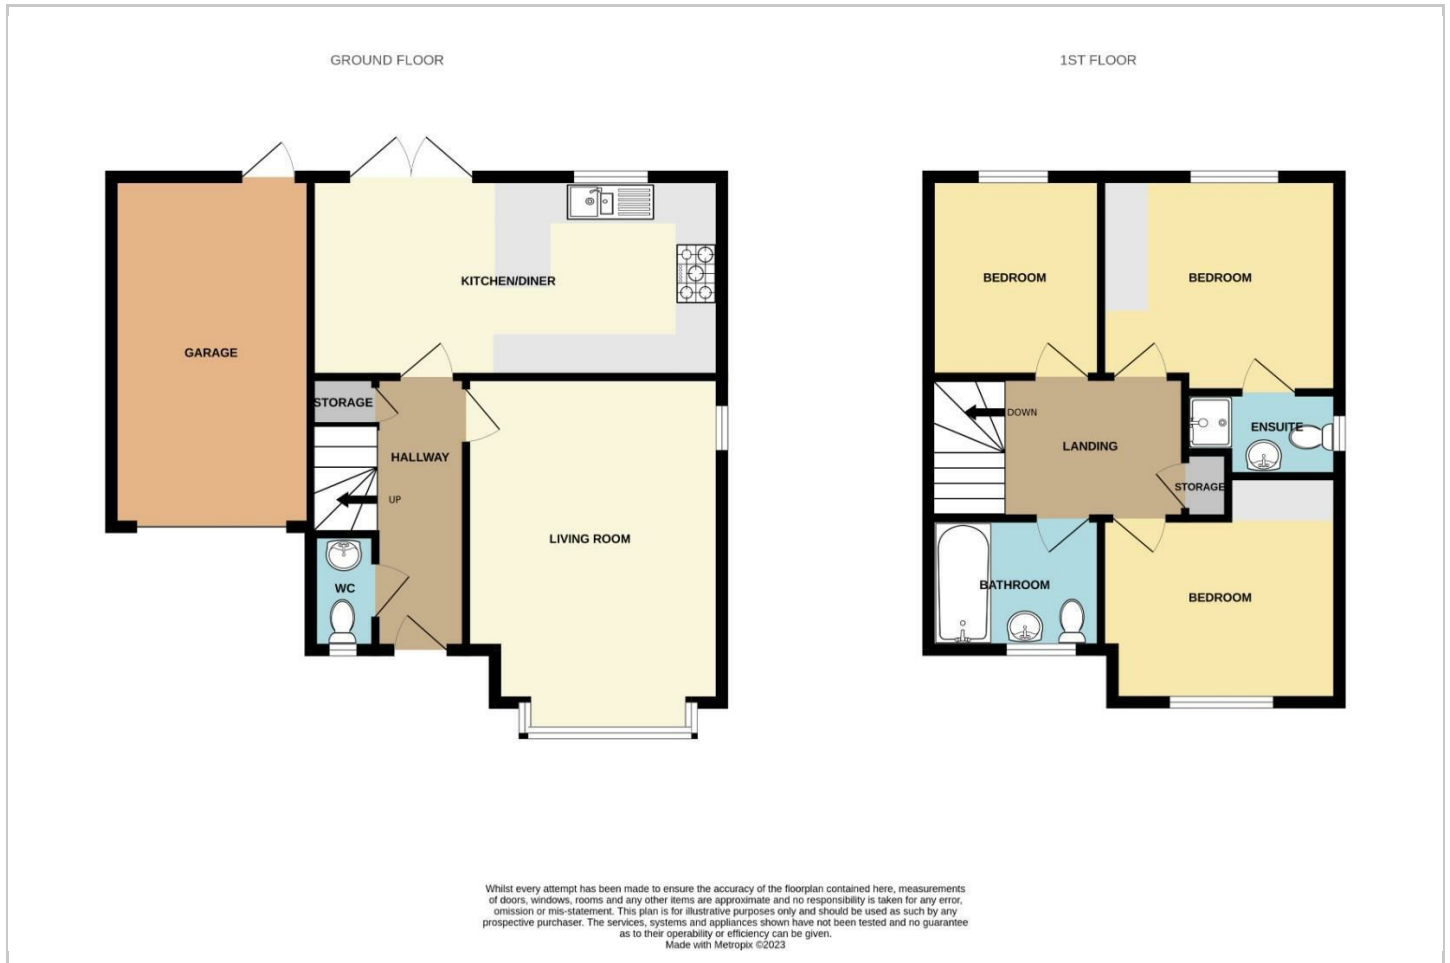 GROUND FLOOR
1ST FLOOR
KITCHEN/DINER
GARAGE
STORAGE
HALLWAY
UP
LIVING ROOM
WC
BEDROOM
BEDROOM
DOWN
LANDING
ENSUITE
STORAGE
BATHROOM
BEDROOM
Whilst every attempt has been made to ensure the accuracy of the floorplan contained here, measurements
of doors, windows, rooms and any other items are approximate and no responsibility is taken for any error,
omission or mis-statement. This plan is for illustrative purposes only and should be used as such by any
prospective purchaser. The services, systems and appliances shown have not been tested and no guarantee
as to their operability or efficiency can be given.
Made with Metropix ©2023